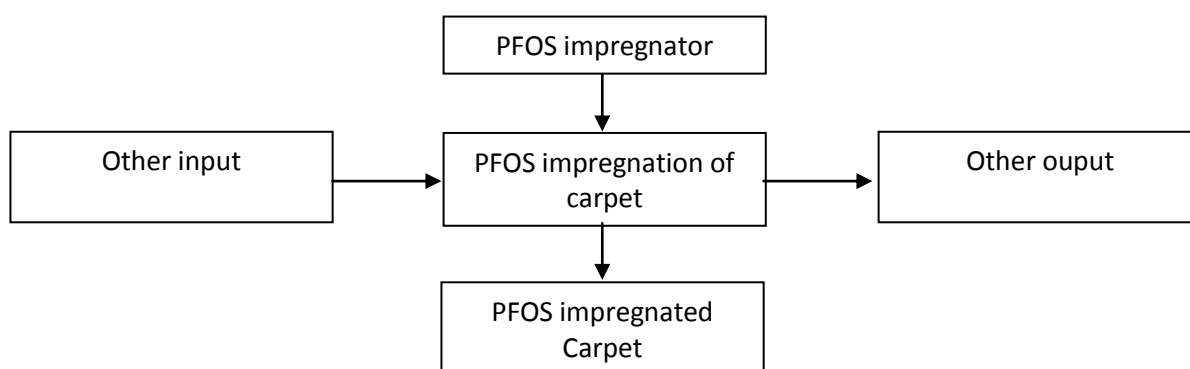 PFOS impregnator
Other input
PFOS impregnation of
carpet
Other ouput
PFOS impregnated
Carpet